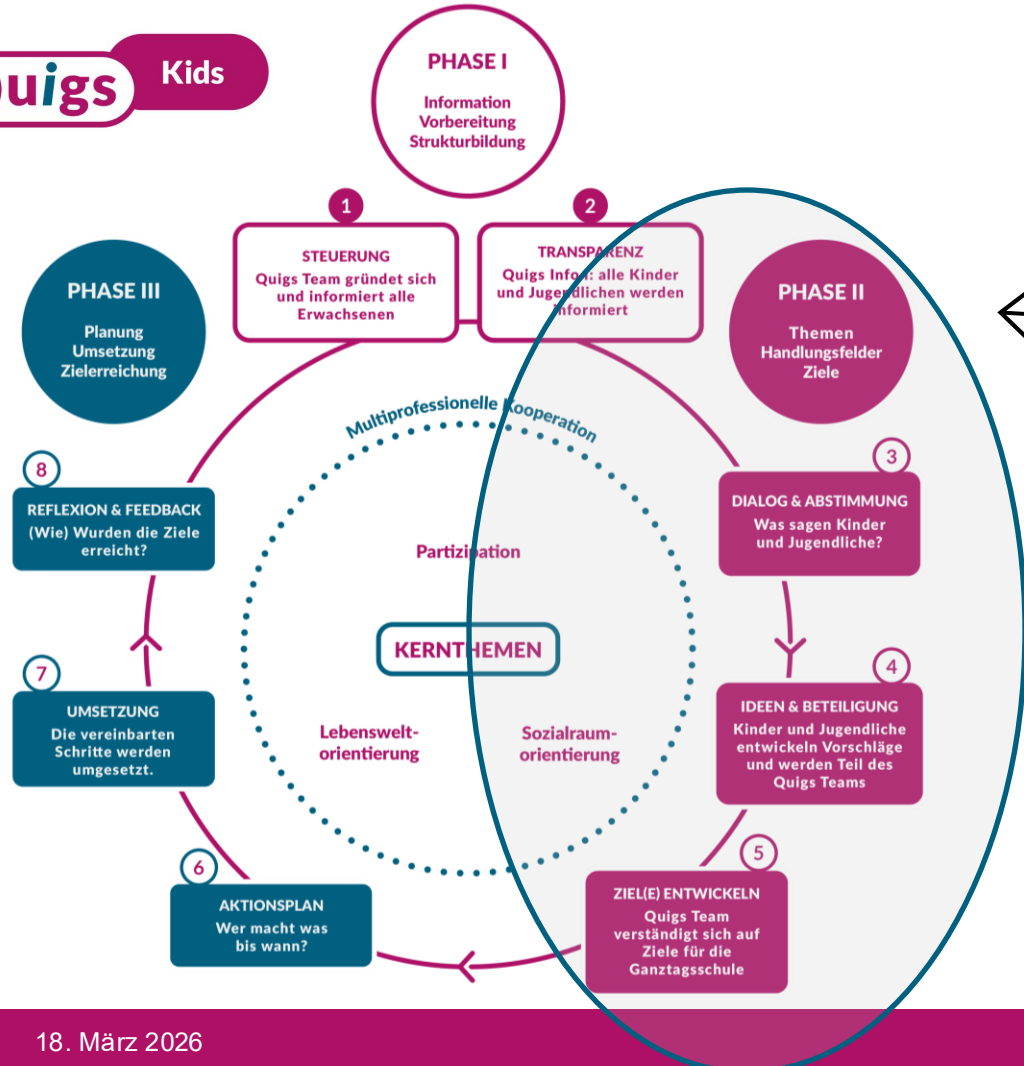 uigs
Kids
PHASE I
Information
Vorbereitung
Strukturbildung
1
STEUERUNG
Quigs Team gründet sich
und informiert alle
Erwachsenen
2
TRANSPARENZ
Quigs Info : alle Kinder
und Jugendlichen werden
informiert
PHASE II
Themen
Handlungsfelder
Ziele
3
DIALOG & ABSTIMMUNG
Was sagen Kinder
und Jugendliche?
4
IDEEN & BETEILIGUNG
Kinder und Jugendliche
entwickeln Vorschläge
und werden Teil des
Quigs Teams
5
ZIEL(E) ENTWICKELN
Quigs Team
verständigt sich auf
Ziele für die
Ganztagsschule
PHASE III
Planung
Umsetzung
Zielerreichung
6
AKTIONSPLAN
Wer macht was
bis wann?
7
UMSETZUNG
Die vereinbarten
Schritte werden
umgesetzt.
8
REFLEXION & FEEDBACK
(Wie) Wurden die Ziele
erreicht?
Multiprofessionelle Kooperation
Partizipation
KERNTHEMEN
Lebenswelt-
orientierung
Sozialraum-
orientierung
18. März 2026